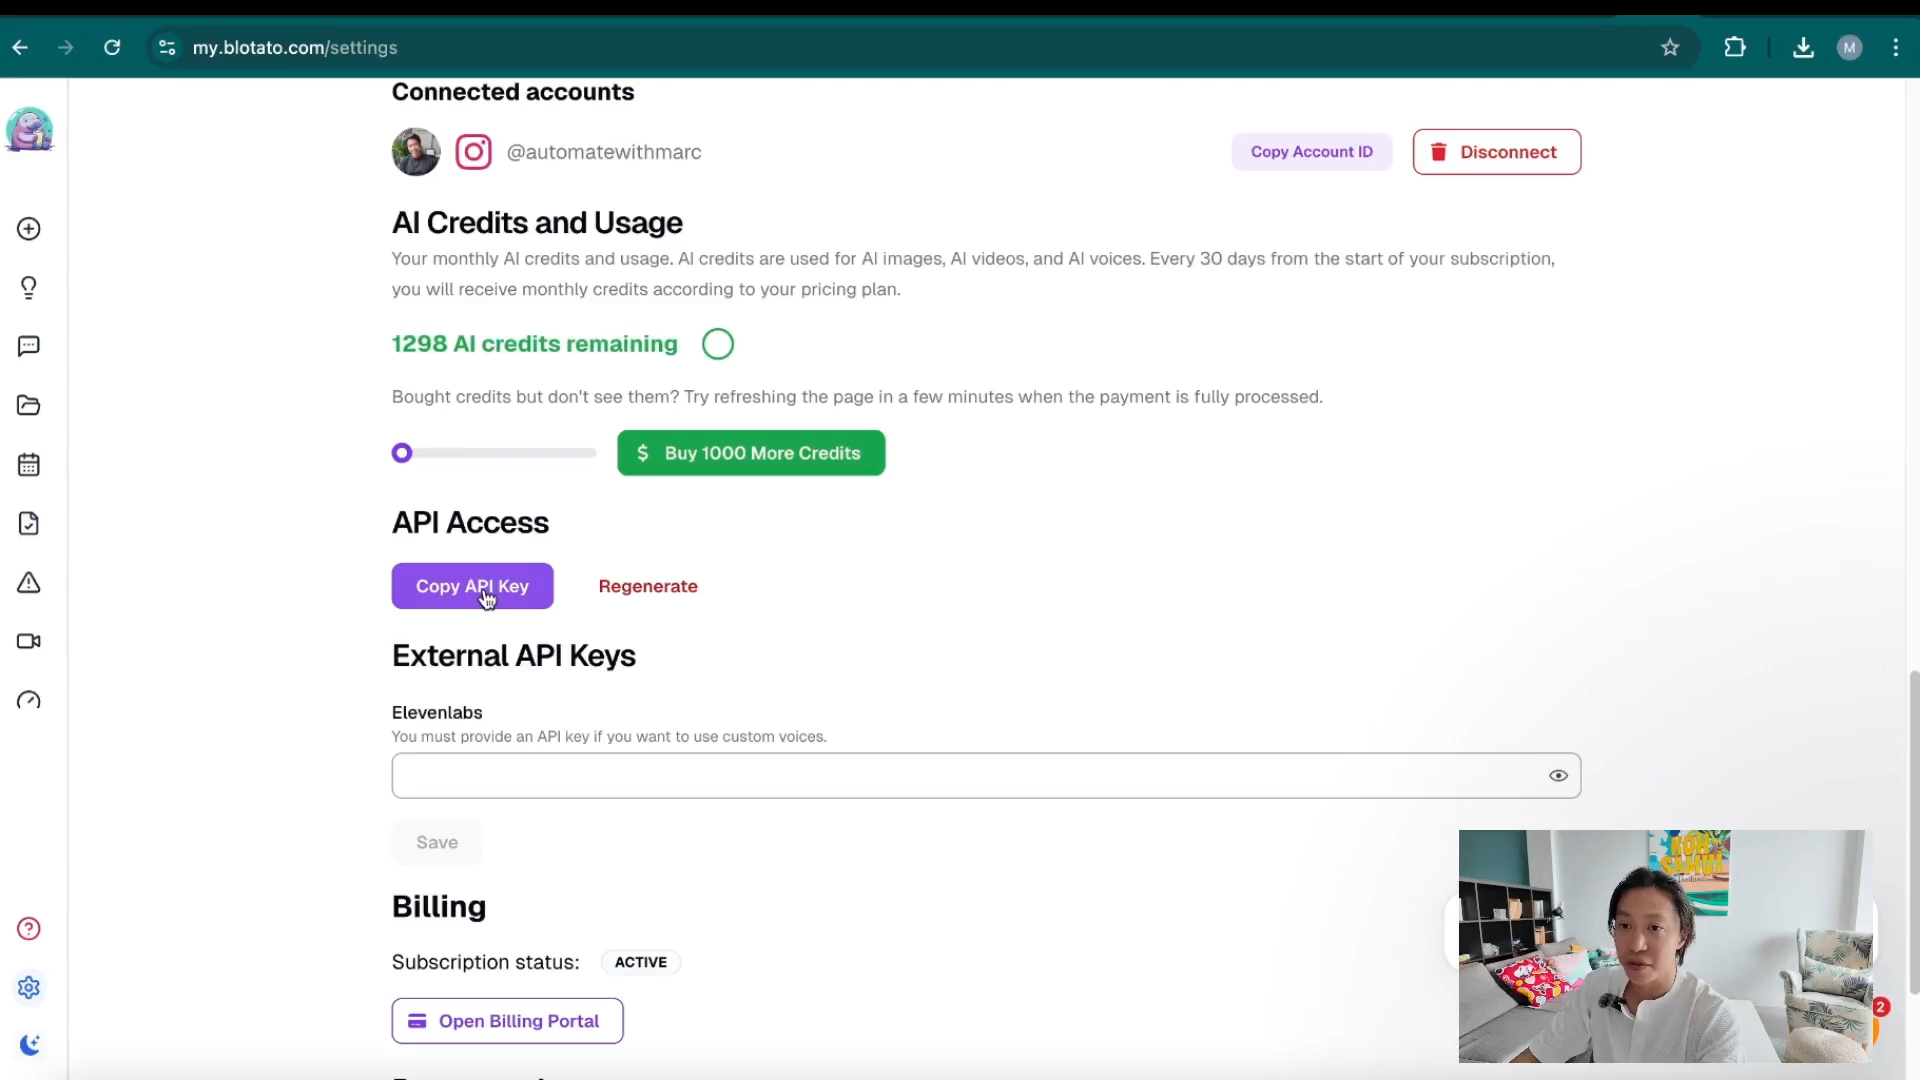 my.blotato.com/settings
M
Connected accounts
@automatewithmarc
Copy Account ID
Disconnect
AI Credits and Usage
Your monthly AI credits and usage. AI credits are used for AI images, AI videos, and AI voices. Every 30 days from the start of your subscription,
you will receive monthly credits according to your pricing plan.
1298 AI credits remaining
Bought credits but don't see them? Try refreshing the page in a few minutes when the payment is fully processed.
$ Buy 1000 More Credits
API Access
Copy API Key
Regenerate
External API Keys
Elevenlabs
You must provide an API key if you want to use custom voices.
Save
Billing
Subscription status:
ACTIVE
Open Billing Portal
KOH
SAMUI
2